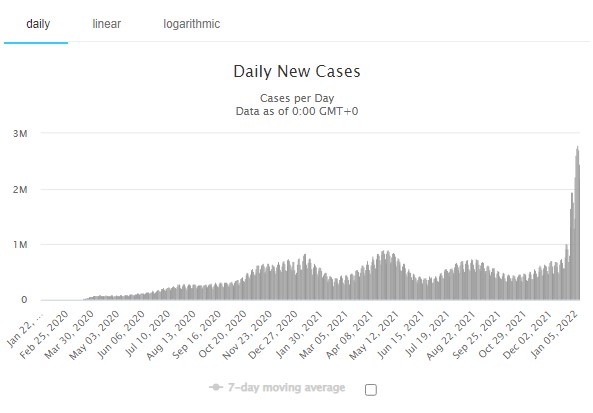 daily linear logarithmic
Daily New Cases
Cases per Day
Data as of 0:00 GMT+0
3M
2M
1M
0
Jan 22, ...
Feb 25, 2020
Mar 30, 2020
May 03, 2020
Jun 06, 2020
Jul 10, 2020
Aug 13, 2020
Sep 16, 2020
Oct 20, 2020
Nov 23, 2020
Dec 27, 2020
Jan 30, 2021
Mar 05, 2021
Apr 08, 2021
May 12, 2021
Jun 15, 2021
Jul 19, 2021
Aug 22, 2021
Sep 25, 2021
Oct 29, 2021
Dec 02, 2021
Jan 05, 2022
7-day moving average